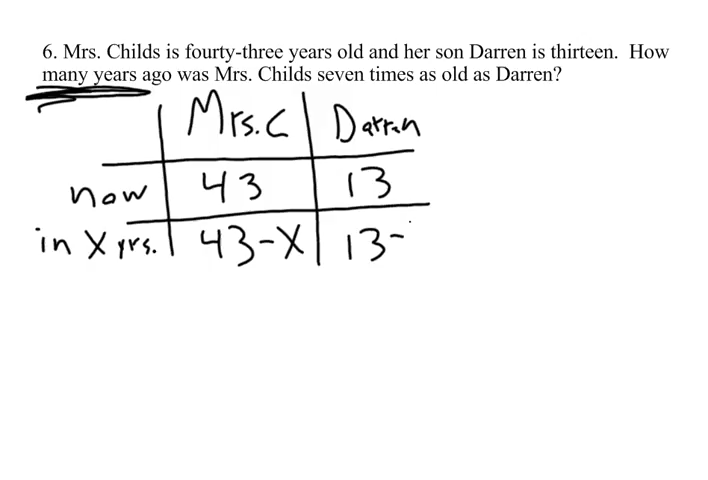 6. Mrs. Childs is fourty-three years old and her son Darren is thirteen. How
many years ago was Mrs. Childs seven times as old as Darren?
Mrs. C Darren
now 43 13
in X yrs. 43-X 13-